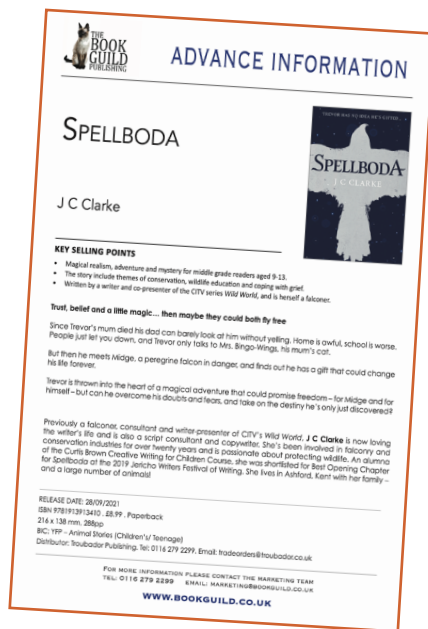 THE
BOOK
GUILD
PUBLISHING
ADVANCE INFORMATION
SPELLBODA
J C Clarke
TREVOR HAS NO IDEA HE'S GIFTED...
SPELLBODA
J C CLARKE
KEY SELLING POINTS
• Magical realism, adventure and mystery for middle grade readers aged 9-13.
• The story include themes of conservation, wildlife education and coping with grief.
• Written by a writer and co-presenter of the CITV series Wild World, and is herself a falconer.
Trust, belief and a little magic... then maybe they could both fly free
Since Trevor's mum died his dad can barely look at him without yelling. Home is awful, school is worse.
People just let you down, and Trevor only talks to Mrs. Bingo-Wings, his mum's cat.
But then he meets Midge, a peregrine falcon in danger, and finds out he has a gift that could change
his life forever.
Trevor is thrown into the heart of a magical adventure that could promise freedom – for Midge and for
himself – but can he overcome his doubts and fears, and take on the destiny he's only just discovered?
Previously a falconer, consultant and writer-presenter of CITV's Wild World, J C Clarke is now loving
the writer's life and is also a script consultant and copywriter. She's been involved in falconry and
conservation industries for over twenty years and is passionate about protecting wildlife. An alumna
of the Curtis Brown Creative Writing for Children Course, she was shortlisted for Best Opening Chapter
for Spellboda at the 2019 Jericho Writers Festival of Writing. She lives in Ashford, Kent with her family –
and a large number of animals!
RELEASE DATE: 28/09/2021
ISBN 9781913913410 . £8.99 . Paperback
216 x 138 mm. 288pp
BIC: YFP – Animal Stories (Children's/ Teenage)
Distributor: Troubador Publishing. Tel: 0116 279 2299. Email: tradeorders@troubador.co.uk
FOR MORE INFORMATION PLEASE CONTACT THE MARKETING TEAM
TEL: 0116 279 2299 EMAIL: MARKETING@BOOKGUILD.CO.UK
WWW.BOOKGUILD.CO.UK